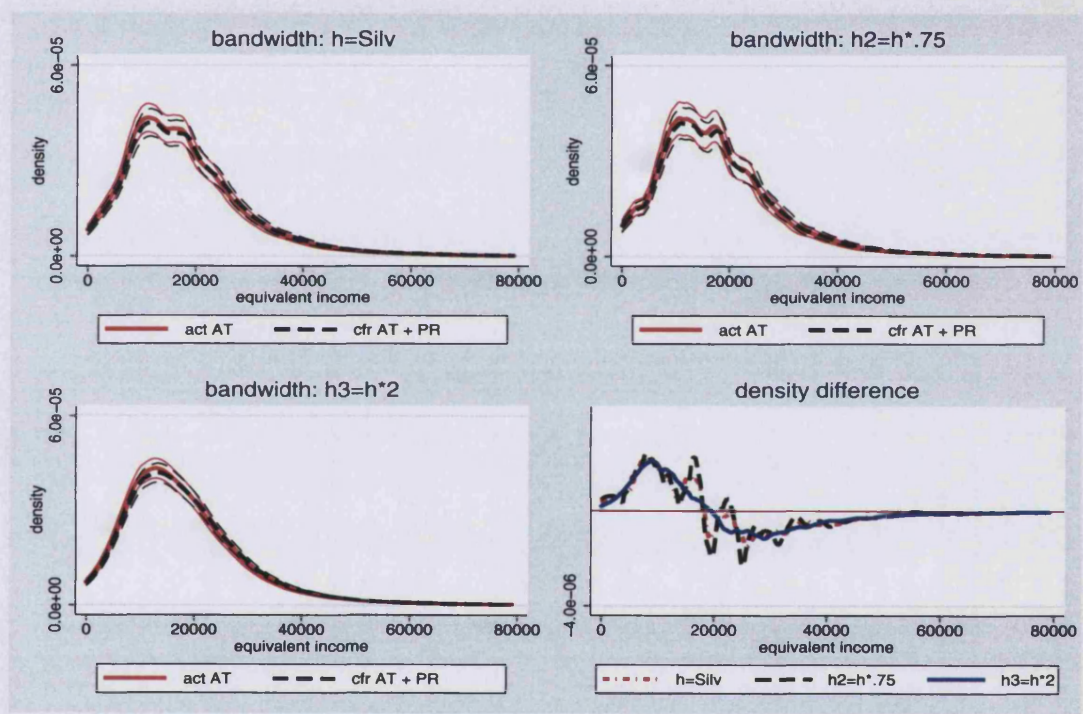 bandwidth: h=Silv
6.0e-05
density
0.0e+00
0 20000 40000 60000 80000
equivalent income
act AT cfr AT + PR
bandwidth: h2=h*.75
6.0e-05
density
0.0e+00
0 20000 40000 60000 80000
equivalent income
act AT cfr AT + PR
bandwidth: h3=h*2
6.0e-05
density
0.0e+00
0 20000 40000 60000 80000
equivalent income
act AT cfr AT + PR
density difference
-4.0e-06
0 20000 40000 60000 80000
equivalent income
h=Silv h2=h*.75 h3=h*2